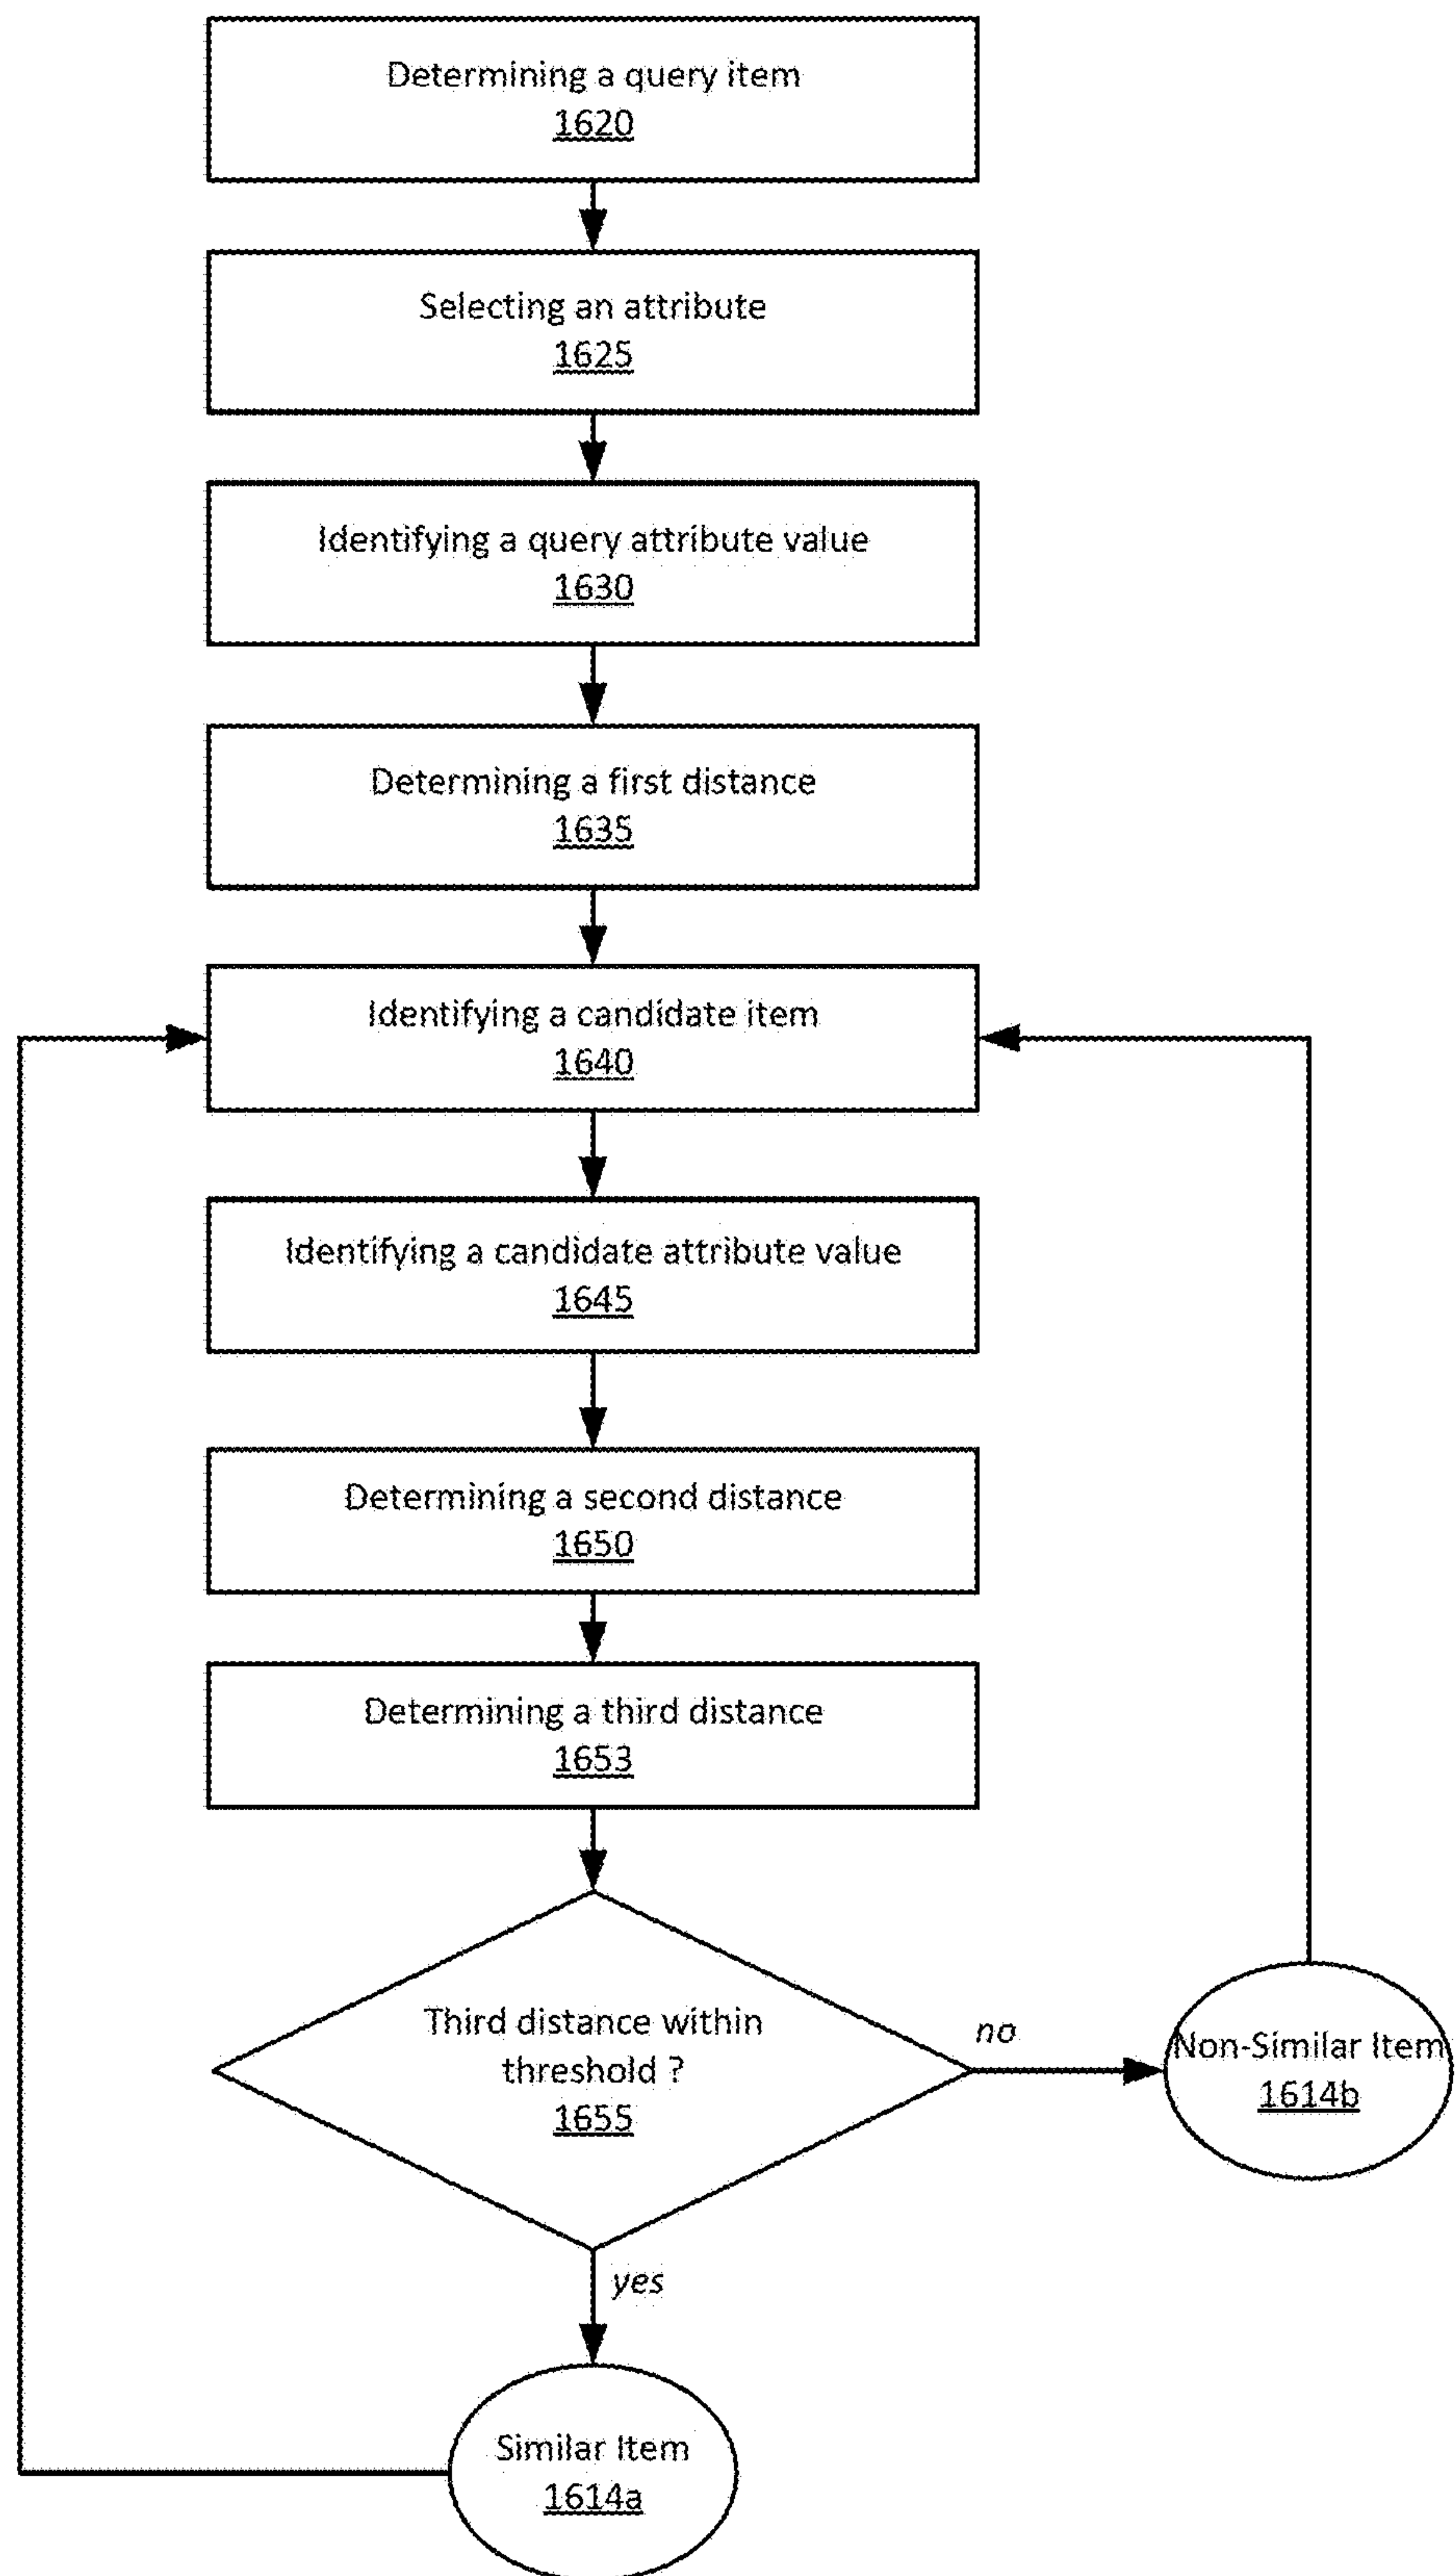 Determining a query item
1620
Selecting an attribute
1625
Identifying a query attribute value
1630
Determining a first distance
1635
Identifying a candidate item
1640
Identifying a candidate attribute value
1645
Determining a second distance
1650
Determining a third distance
1653
Third distance within
threshold ?
1655
no
Non-Similar Item
1614b
yes
Similar Item
1614a